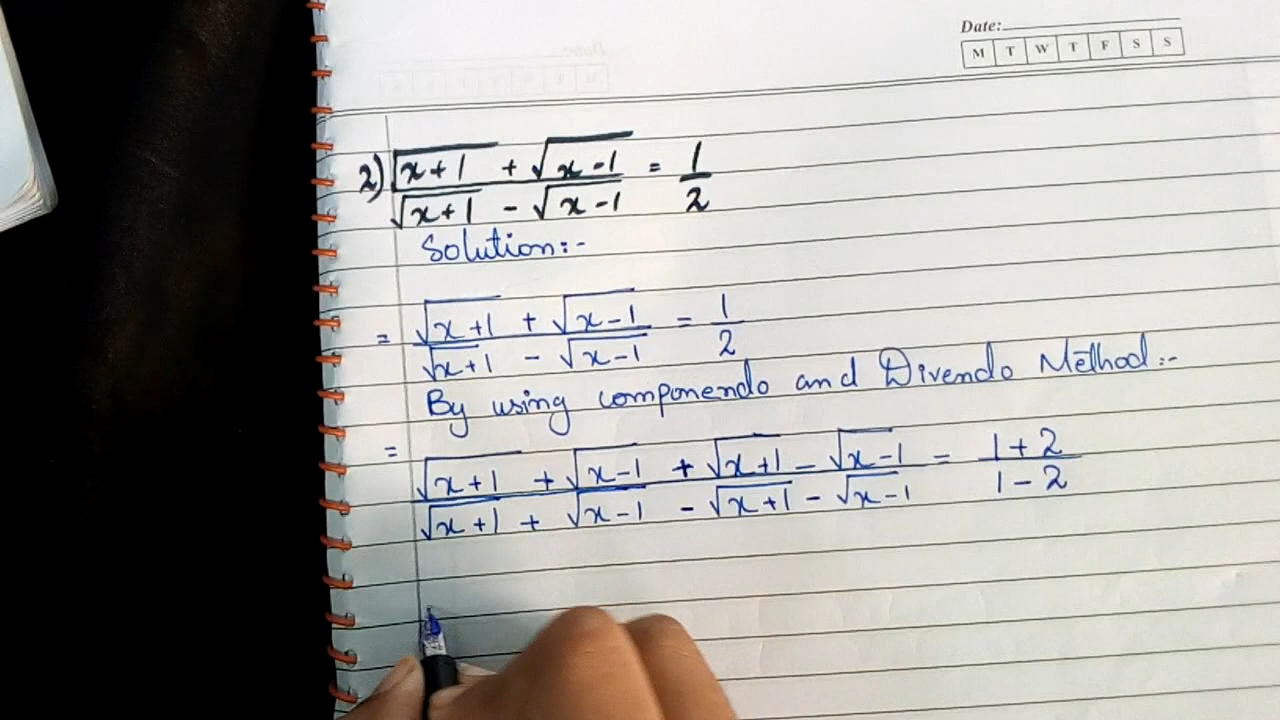 Date:
M T W T F S S
2) √x+1 + √x-1 / √x+1 - √x-1 = 1/2
Solution:-
= √x+1 + √x-1 / √x+1 - √x-1 = 1/2
By using componendo and Divendo Method:-
= √x+1 + √x-1 + √x+1 - √x-1 / √x+1 + √x-1 - √x+1 - √x-1 = 1+2 / 1-2